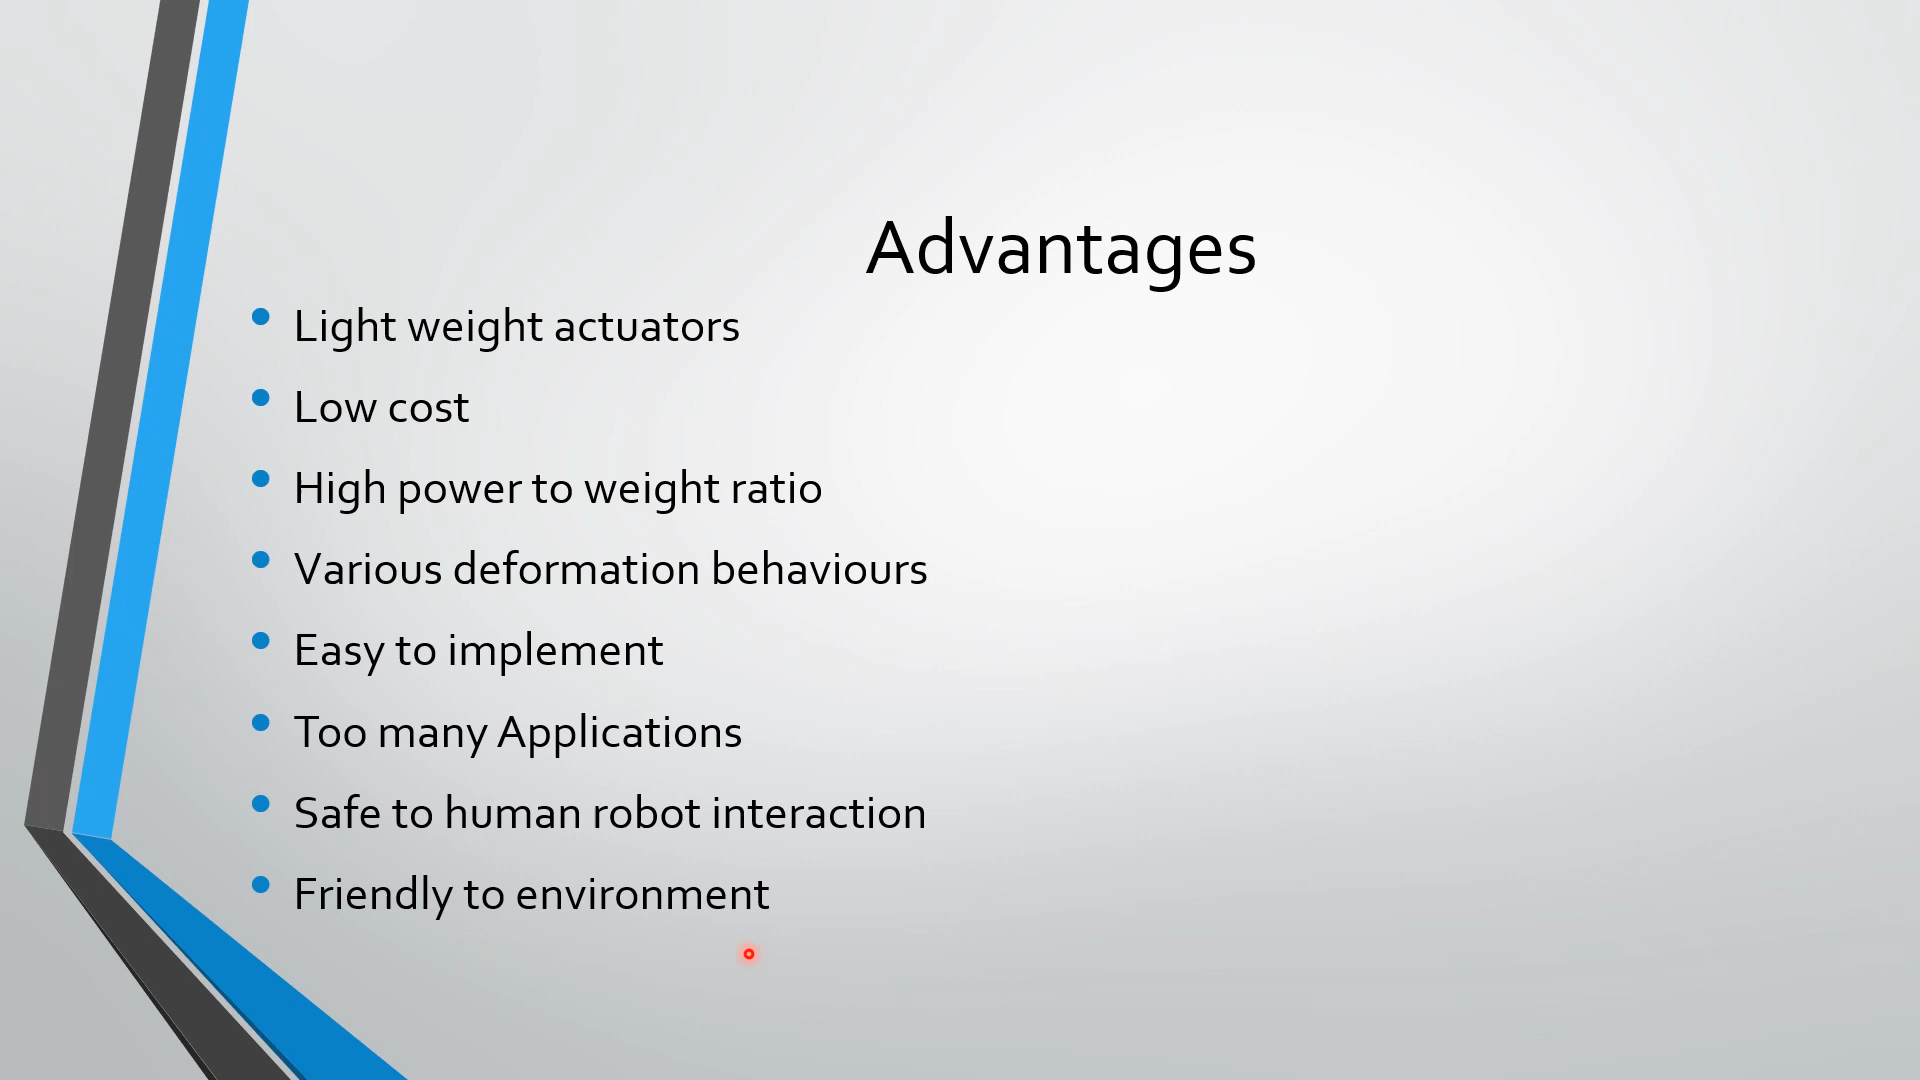 Advantages
Light weight actuators
Low cost
High power to weight ratio
Various deformation behaviours
Easy to implement
Too many Applications
Safe to human robot interaction
Friendly to environment